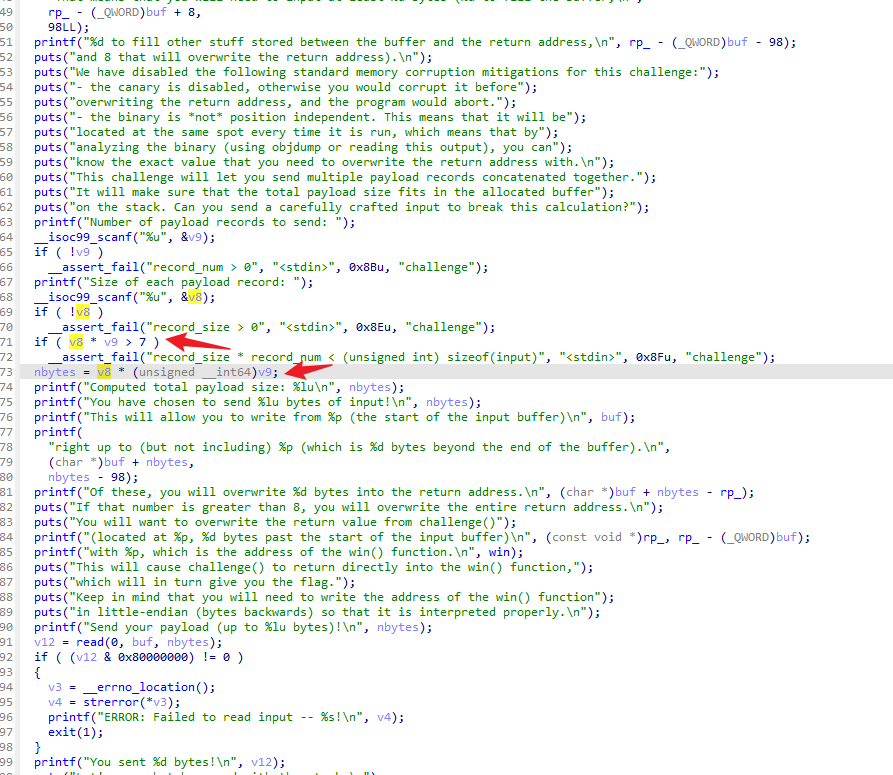 49 rp_ - (_QWORD)buf + 8,
50 98LL);
51 printf("%d to fill other stuff stored between the buffer and the return address,\n", rp_ - (_QWORD)buf - 98);
52 puts("and 8 that will overwrite the return address).\n");
53 puts("We have disabled the following standard memory corruption mitigations for this challenge:");
54 puts("- the canary is disabled, otherwise you would corrupt it before");
55 puts("overwriting the return address, and the program would abort.");
56 puts("- the binary is *not* position independent. This means that it will be");
57 puts("located at the same spot every time it is run, which means that by");
58 puts("analyzing the binary (using objdump or reading this output), you can");
59 puts("know the exact value that you need to overwrite the return address with.\n");
60 puts("This challenge will let you send multiple payload records concatenated together.");
61 puts("It will make sure that the total payload size fits in the allocated buffer");
62 puts("on the stack. Can you send a carefully crafted input to break this calculation?");
63 printf("Number of payload records to send: ");
64 __isoc99_scanf("%u", &v9);
65 if ( !v9 )
66 __assert_fail("record_num > 0", "<stdin>", 0x8Bu, "challenge");
67 printf("Size of each payload record: ");
68 __isoc99_scanf("%u", &v8);
69 if ( !v8 )
70 __assert_fail("record_size > 0", "<stdin>", 0x8Eu, "challenge");
71 if ( v8 * v9 > 7 )
72 __assert_fail("record_size * record_num < (unsigned int) sizeof(input)", "<stdin>", 0x8Fu, "challenge");
73 nbytes = v8 * (unsigned __int64)v9;
74 printf("Computed total payload size: %lu\n", nbytes);
75 printf("You have chosen to send %lu bytes of input!\n", nbytes);
76 printf("This will allow you to write from %p (the start of the input buffer)\n", buf);
77 printf(
78 "right up to (but not including) %p (which is %d bytes beyond the end of the buffer).\n",
79 (char *)buf + nbytes,
80 nbytes - 98);
81 printf("Of these, you will overwrite %d bytes into the return address.\n", (char *)buf + nbytes - rp_);
82 puts("If that number is greater than 8, you will overwrite the entire return address.\n");
83 puts("You will want to overwrite the return value from challenge()");
84 printf("(located at %p, %d bytes past the start of the input buffer)\n", (const void *)rp_, rp_ - (_QWORD)buf);
85 printf("with %p, which is the address of the win() function.\n", win);
86 puts("This will cause challenge() to return directly into the win() function,");
87 puts("which will in turn give you the flag.");
88 puts("Keep in mind that you will need to write the address of the win() function");
89 puts("in little-endian (bytes backwards) so that it is interpreted properly.\n");
90 printf("Send your payload (up to %lu bytes)!\n", nbytes);
91 v12 = read(0, buf, nbytes);
92 if ( (v12 & 0x80000000) != 0 )
93 {
94 v3 = __errno_location();
95 v4 = strerror(*v3);
96 printf("ERROR: Failed to read input -- %s!\n", v4);
97 exit(1);
98 }
99 printf("You sent %d bytes!\n", v12);